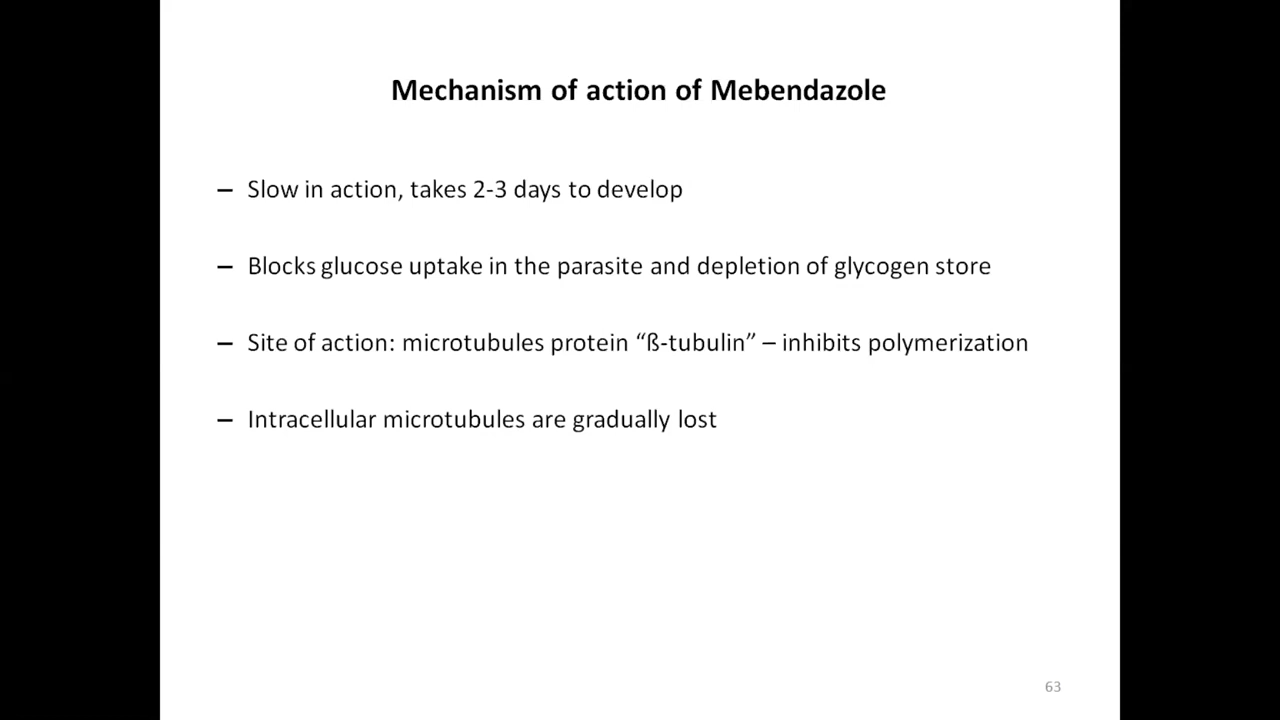 Mechanism of action of Mebendazole
– Slow in action, takes 2-3 days to develop
– Blocks glucose uptake in the parasite and depletion of glycogen store
– Site of action: microtubules protein “ß-tubulin” – inhibits polymerization
– Intracellular microtubules are gradually lost
63